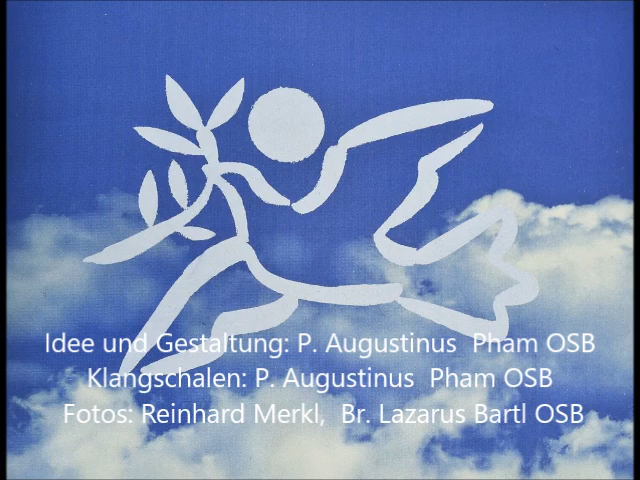 Idee und Gestaltung: P. Augustinus Pham OSB
Klangschalen: P. Augustinus Pham OSB
Fotos: Reinhard Merkl, Br. Lazarus Bartl OSB